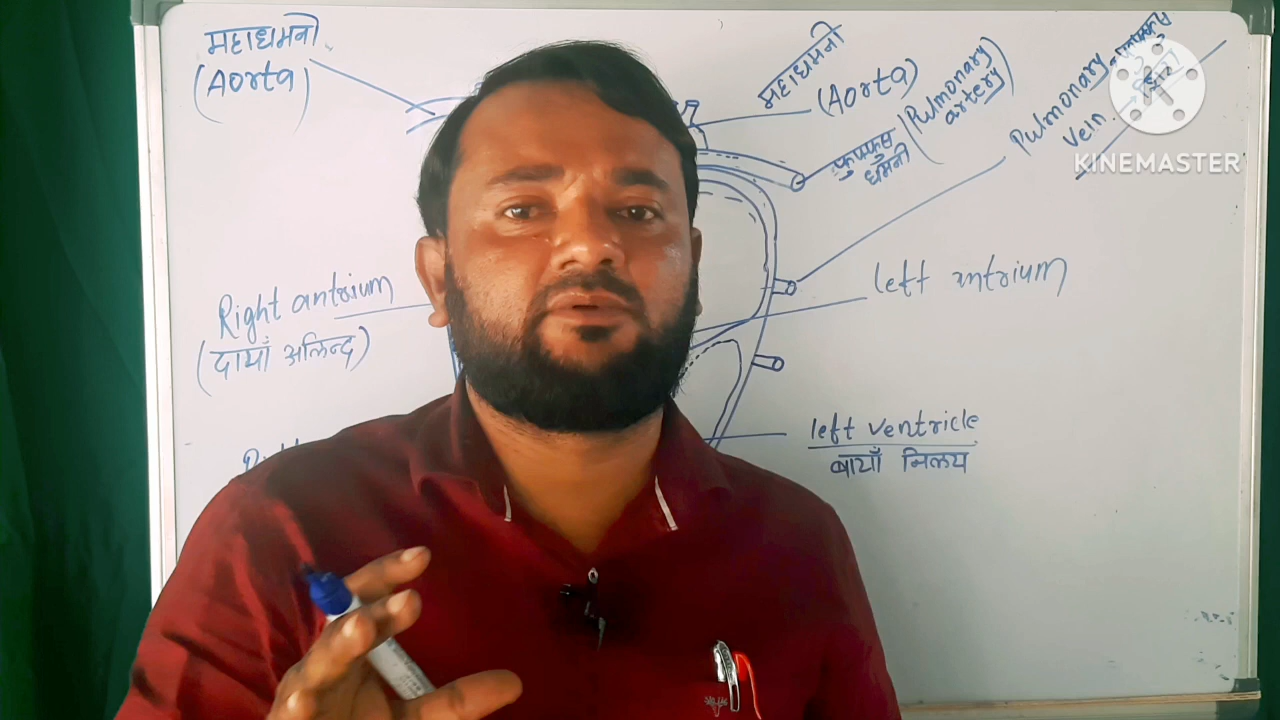 महाधमनी
(Aorta)
महाधमनी
(Aorta)
फुफ्फुस
धमनी
(Pulmonary
artery)
Pulmonary
vein
KINEMASTER
Right antrium
(दायाँ अलिन्द)
left antrium
left ventricle
बायाँ निलय